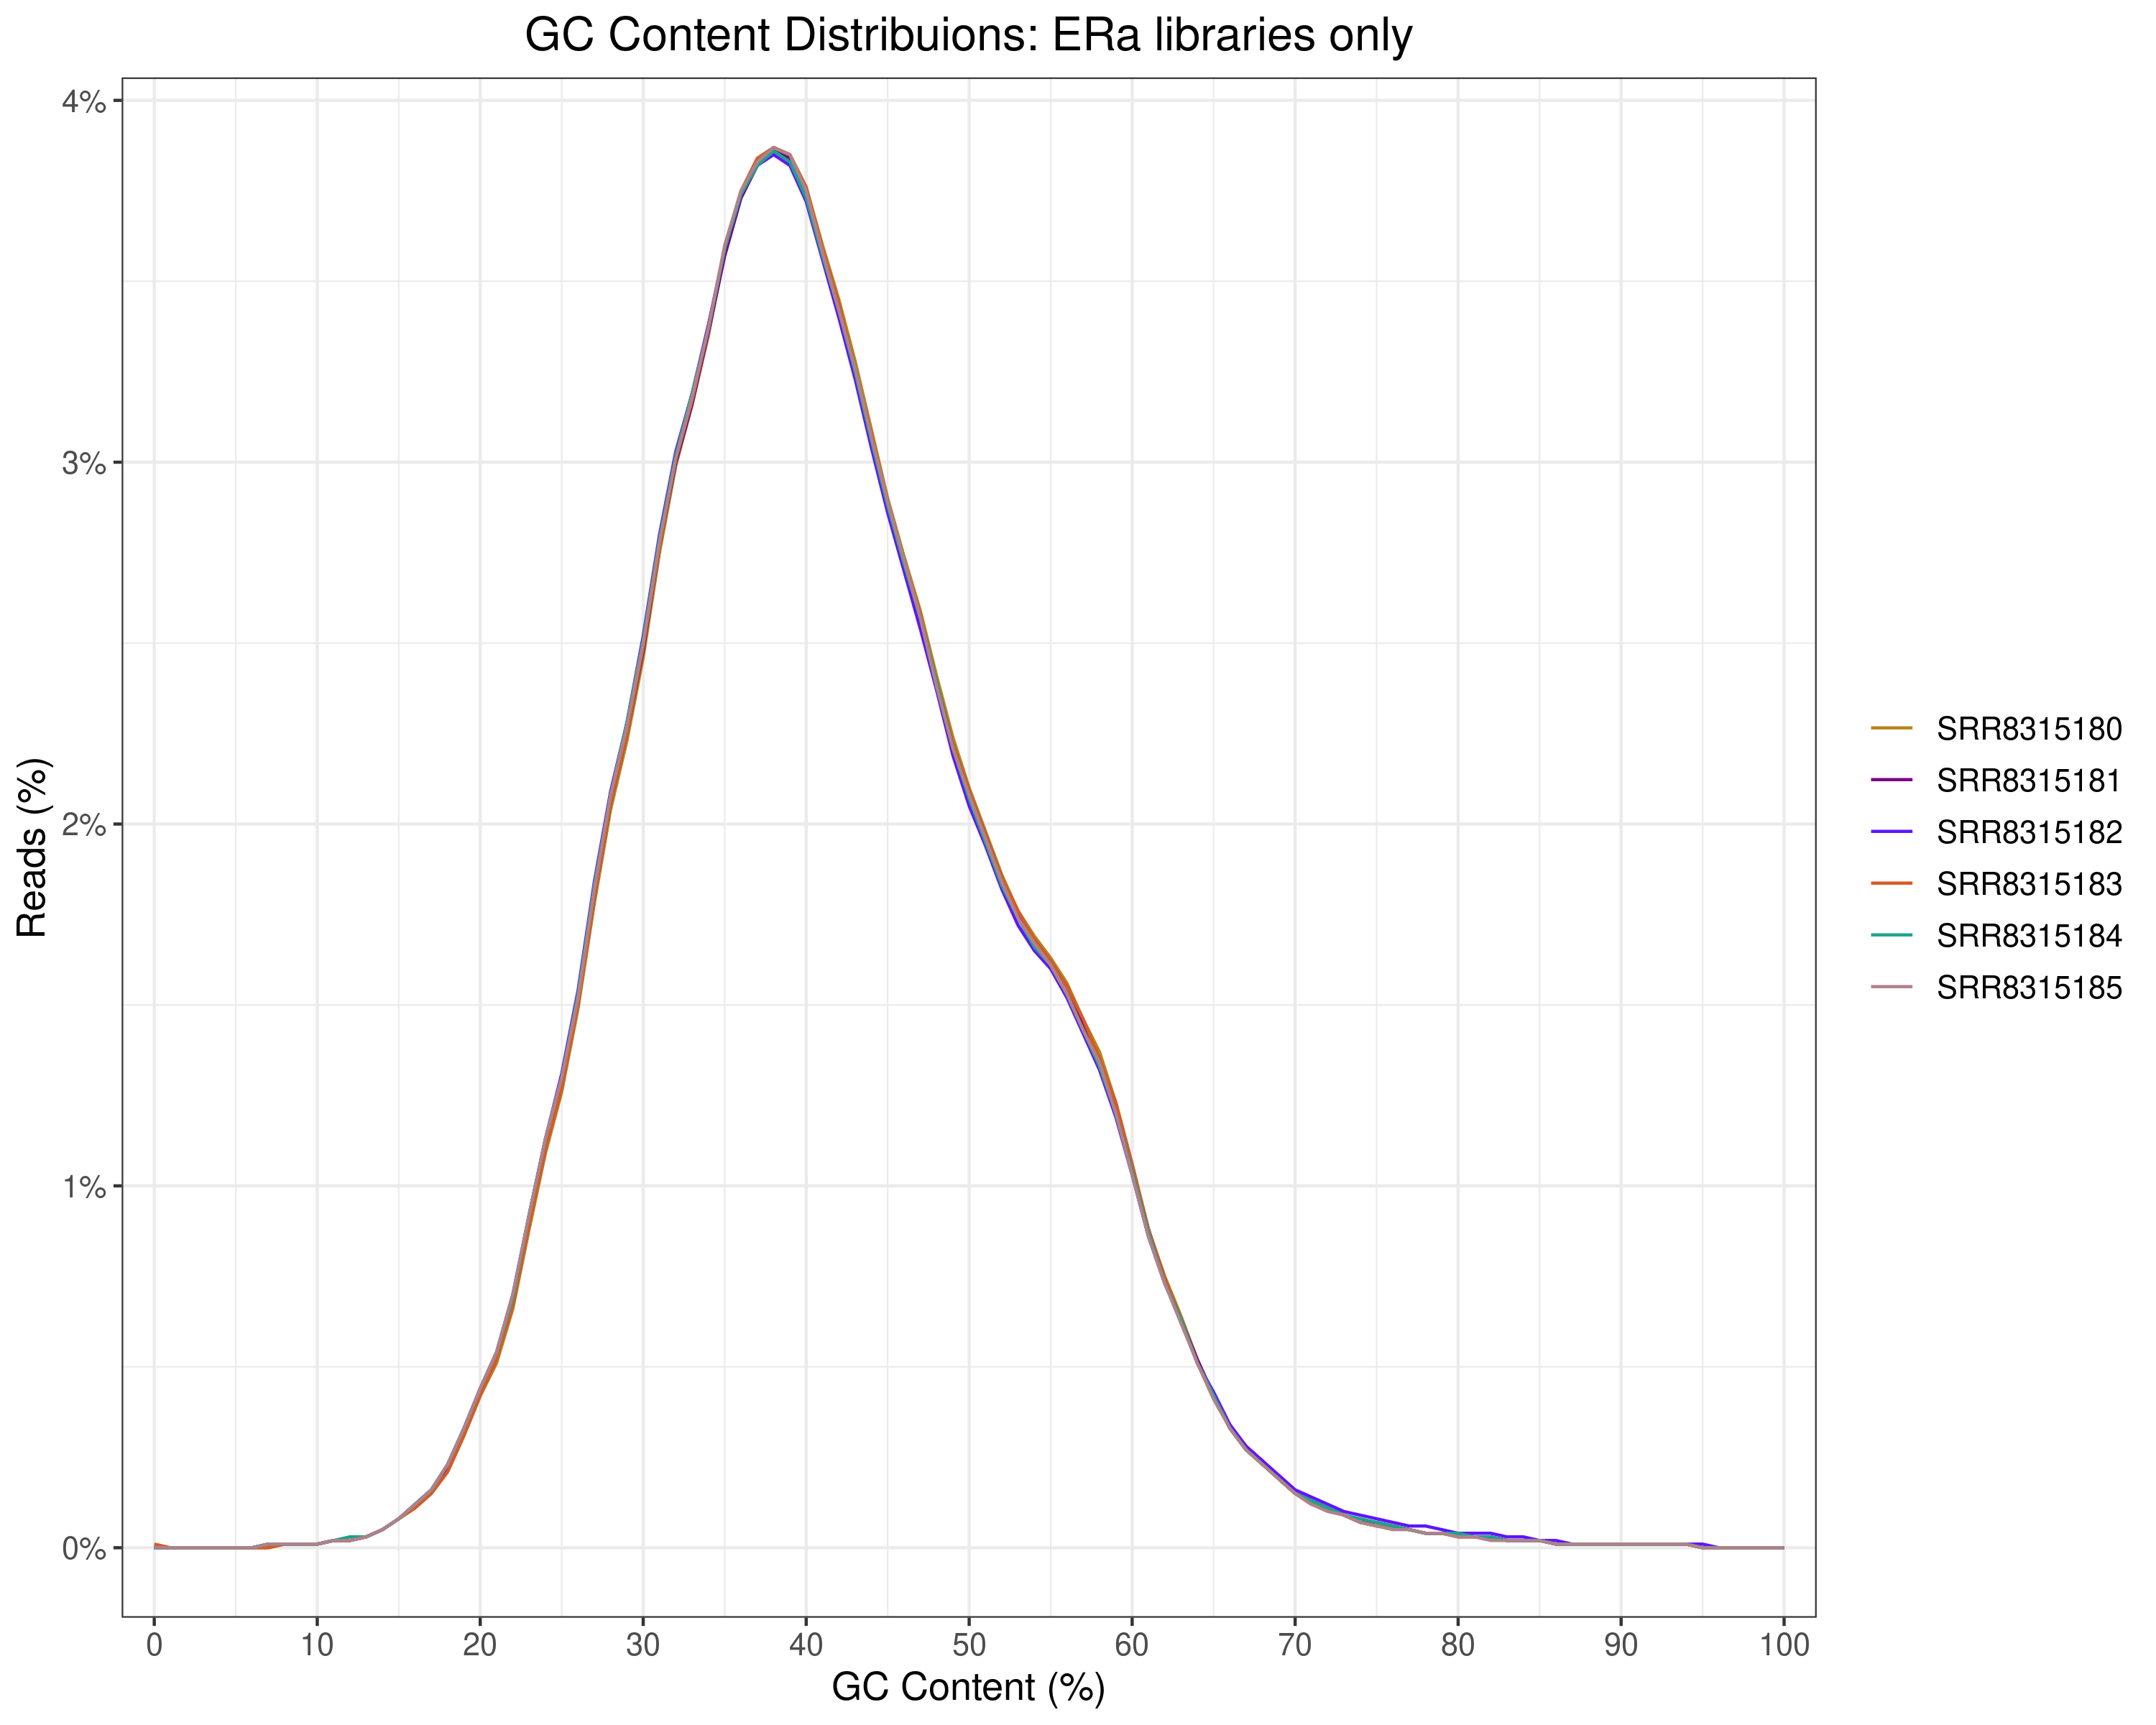 GC Content Distribuions: ERa libraries only
4%
3%
2%
1%
0%
Reads (%)
0 10 20 30 40 50 60 70 80 90 100
GC Content (%)
SRR8315180
SRR8315181
SRR8315182
SRR8315183
SRR8315184
SRR8315185